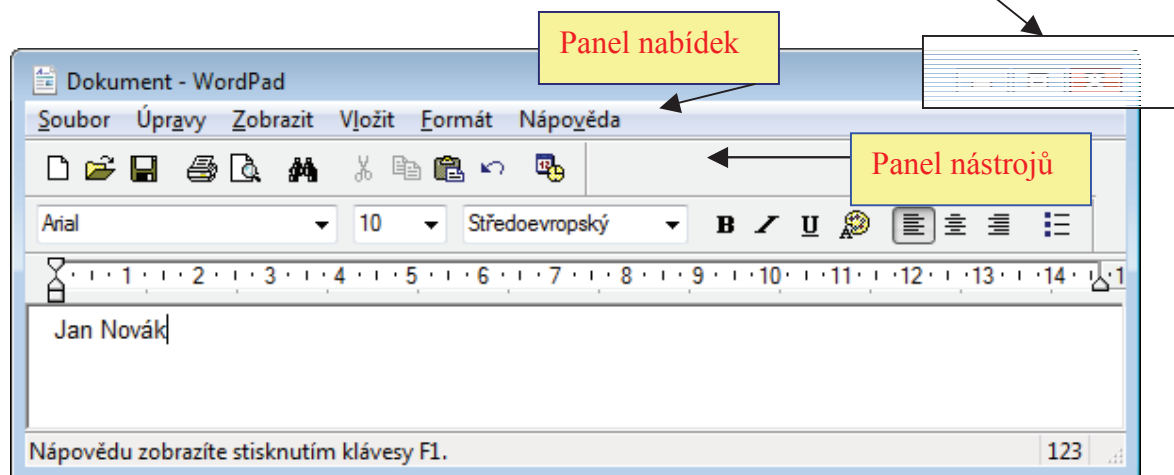 Panel nabídek
Dokument - WordPad
Soubor Úpravy Zobrazit Vložit Formát Nápověda
Panel nástrojů
Arial 10 Středoevropský B / U
1 2 3 4 5 6 7 8 9 10 11 12 13 14 1
Jan Novák
Nápovědu zobrazíte stisknutím klávesy F1. 123